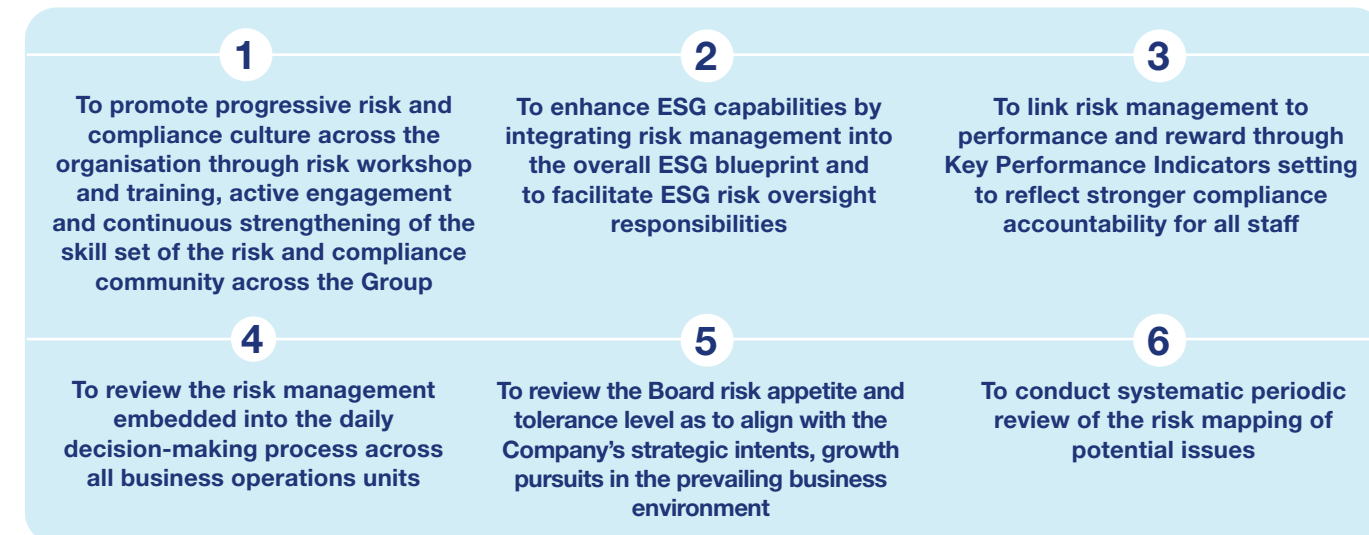 1
To promote progressive risk and
compliance culture across the
organisation through risk workshop
and training, active engagement
and continuous strengthening of the
skill set of the risk and compliance
community across the Group
2
To enhance ESG capabilities by
integrating risk management into
the overall ESG blueprint and
to facilitate ESG risk oversight
responsibilities
3
To link risk management to
performance and reward through
Key Performance Indicators setting
to reflect stronger compliance
accountability for all staff
4
To review the risk management
embedded into the daily
decision-making process across
all business operations units
5
To review the Board risk appetite and
tolerance level as to align with the
Company’s strategic intents, growth
pursuits in the prevailing business
environment
6
To conduct systematic periodic
review of the risk mapping of
potential issues